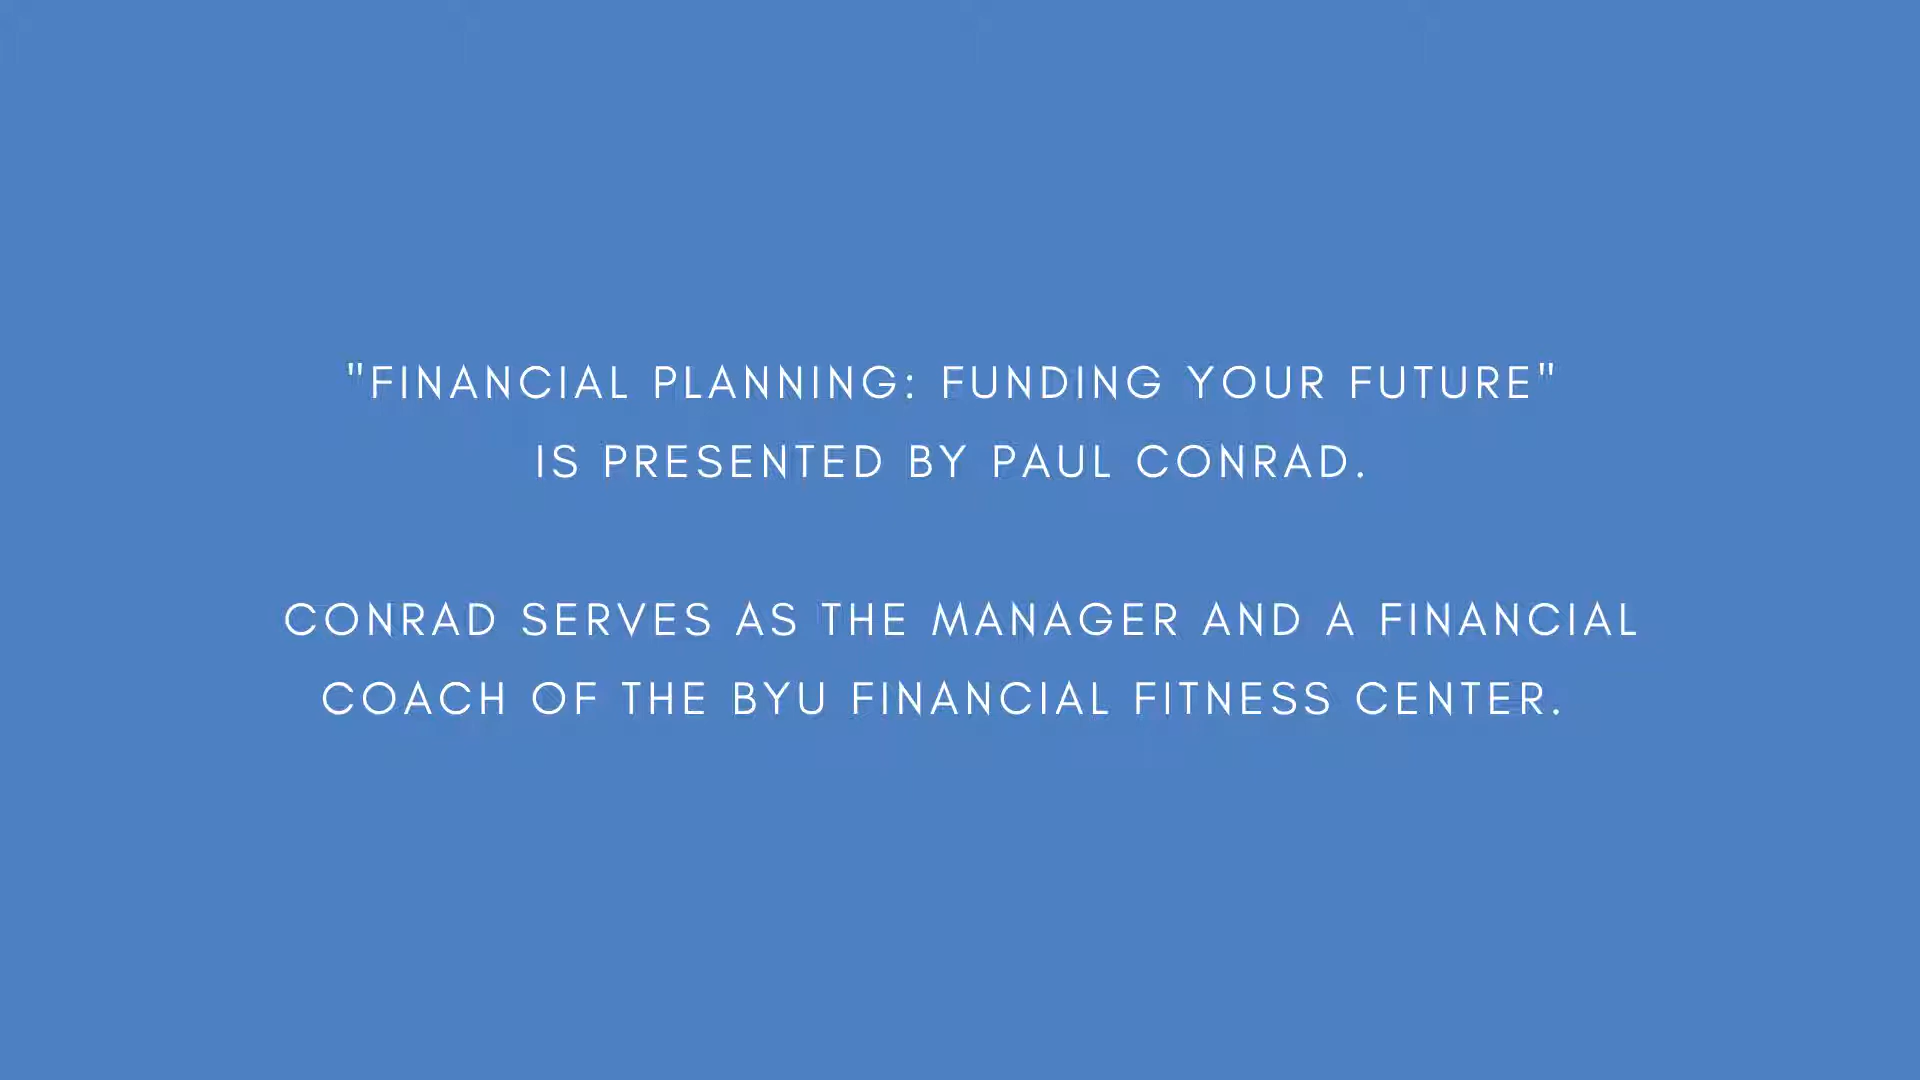 "FINANCIAL PLANNING: FUNDING YOUR FUTURE"
IS PRESENTED BY PAUL CONRAD.
CONRAD SERVES AS THE MANAGER AND A FINANCIAL
COACH OF THE BYU FINANCIAL FITNESS CENTER.